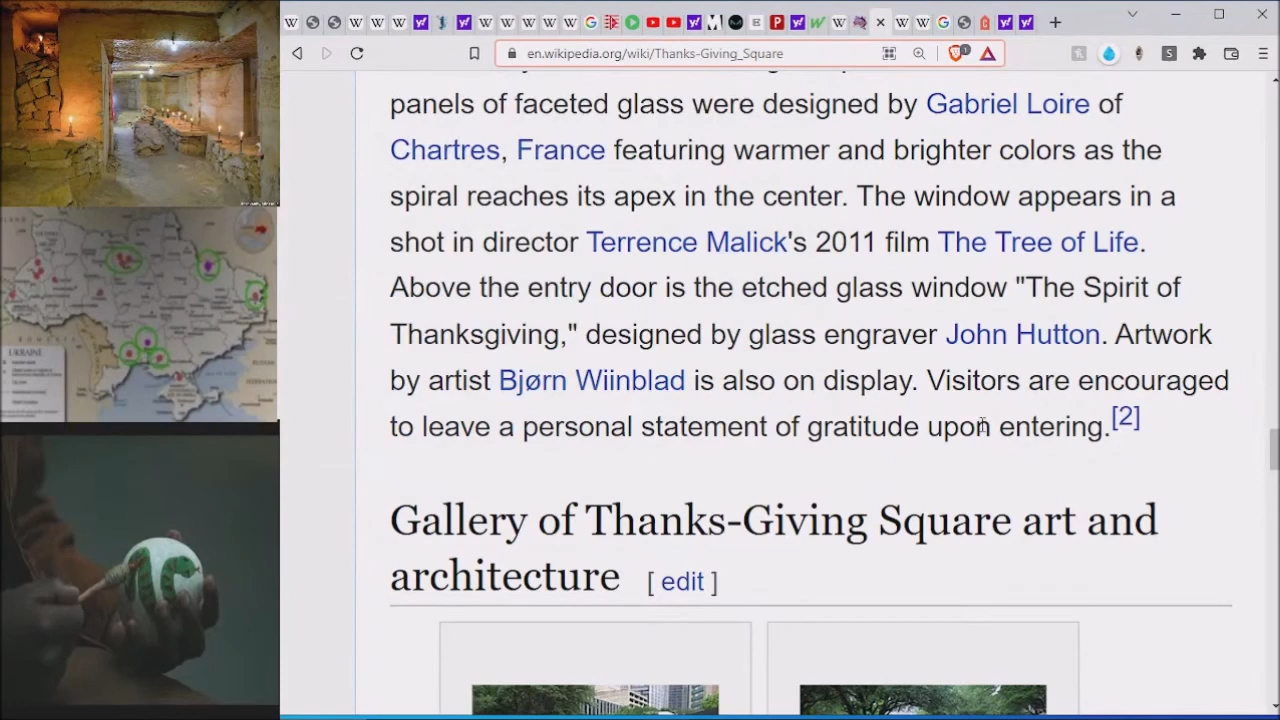 en.wikipedia.org/wiki/Thanks-Giving_Square
panels of faceted glass were designed by Gabriel Loire of
Chartres, France featuring warmer and brighter colors as the
spiral reaches its apex in the center. The window appears in a
shot in director Terrence Malick's 2011 film The Tree of Life.
Above the entry door is the etched glass window "The Spirit of
Thanksgiving," designed by glass engraver John Hutton. Artwork
by artist Bjørn Wiinblad is also on display. Visitors are encouraged
to leave a personal statement of gratitude upon entering.[2]
Gallery of Thanks-Giving Square art and
architecture [ edit ]
UKRAINE